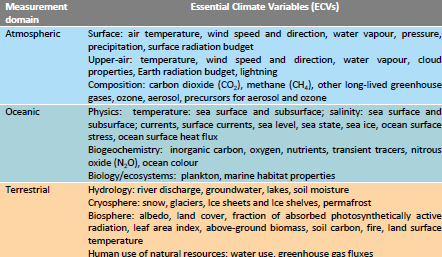 Measurement domain
Essential Climate Variables (ECVs)
Atmospheric
Surface: air temperature, wind speed and direction, water vapour, pressure,
precipitation, surface radiation budget
Upper-air: temperature, wind speed and direction, water vapour, cloud
properties, Earth radiation budget, lightning
Composition: carbon dioxide (CO₂), methane (CH₄), other long-lived greenhouse
gases, ozone, aerosol, precursors for aerosol and ozone
Oceanic
Physics: temperature: sea surface and subsurface; salinity: sea surface and
subsurface; currents, surface currents, sea level, sea state, sea ice, ocean surface
stress, ocean surface heat flux
Biogeochemistry: inorganic carbon, oxygen, nutrients, transient tracers, nitrous
oxide (N₂O), ocean colour
Biology/ecosystems: plankton, marine habitat properties
Terrestrial
Hydrology: river discharge, groundwater, lakes, soil moisture
Cryosphere: snow, glaciers, Ice sheets and Ice shelves, permafrost
Biosphere: albedo, land cover, fraction of absorbed photosynthetically active
radiation, leaf area index, above-ground biomass, soil carbon, fire, land surface
temperature
Human use of natural resources: water use, greenhouse gas fluxes